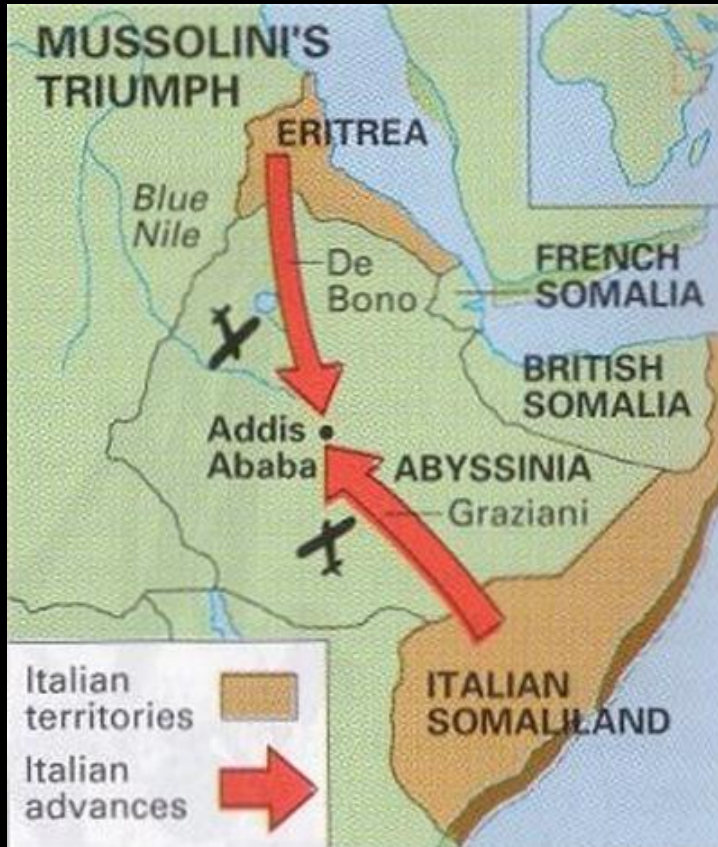 MUSSOLINI'S
TRIUMPH
ERITREA
Blue
Nile
De
Bono
FRENCH
SOMALIA
BRITISH
SOMALIA
Addis
Ababa
ABYSSINIA
Graziani
ITALIAN
SOMALILAND
Italian
territories
Italian
advances